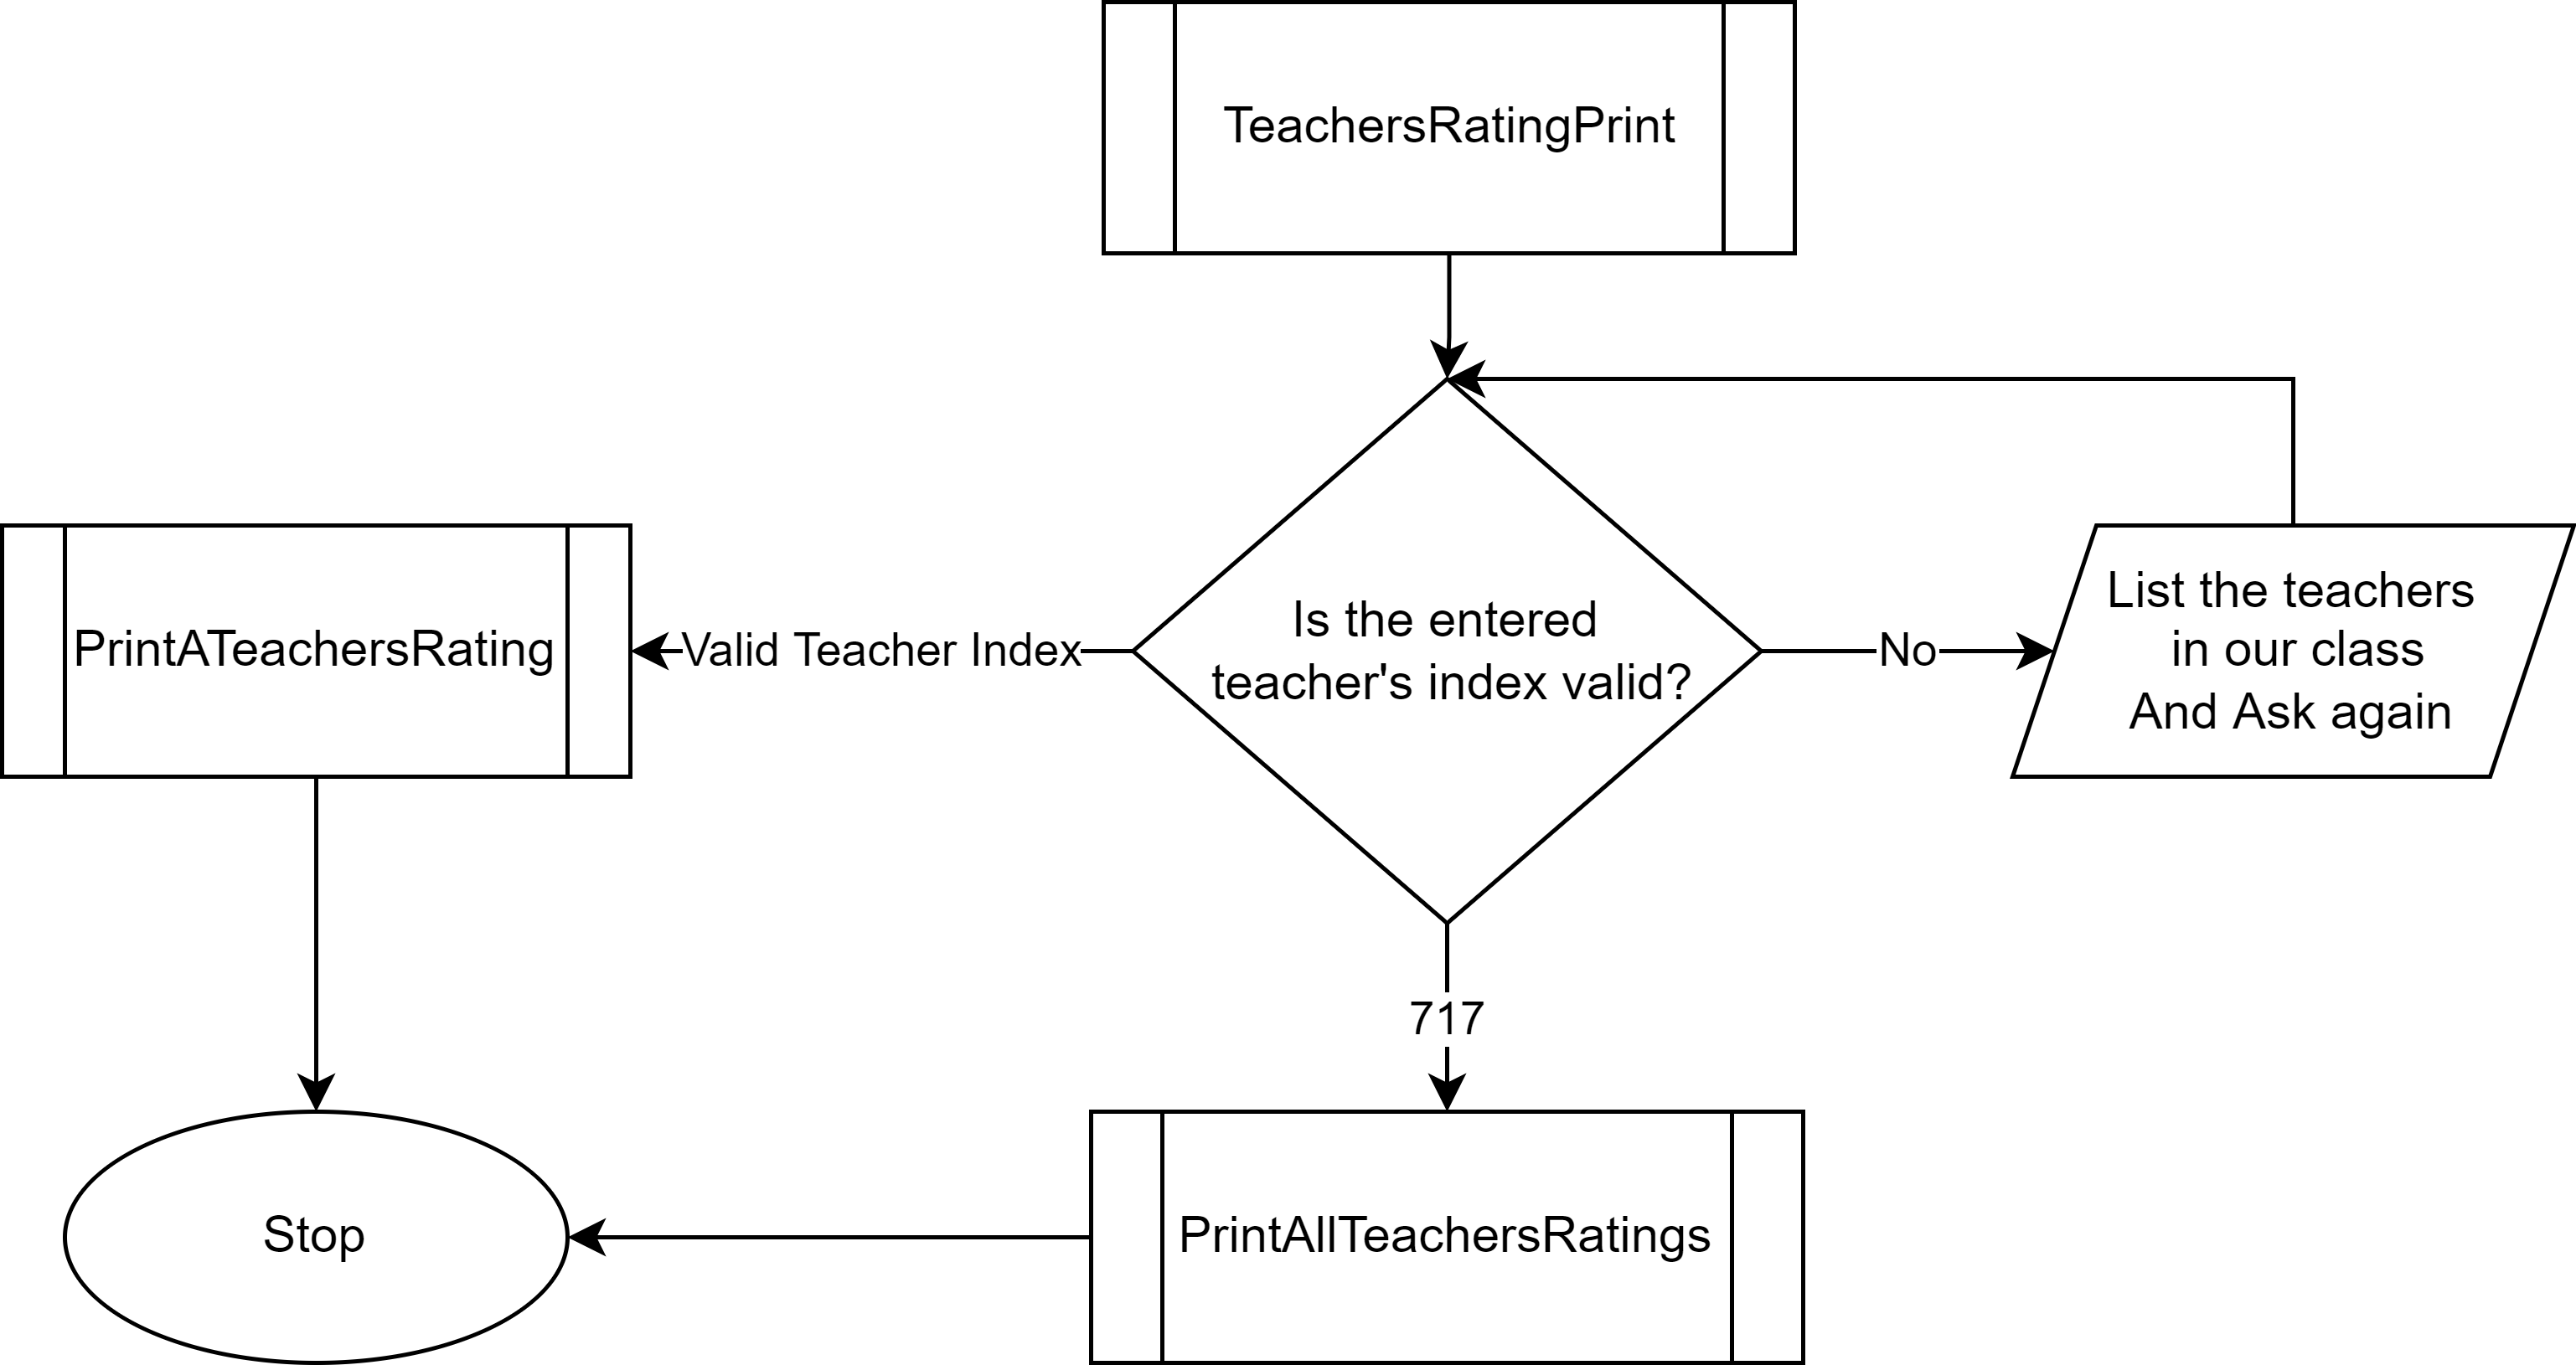 TeachersRatingPrint
Is the entered
teacher's index valid?
Valid Teacher Index
PrintATeachersRating
No
List the teachers
in our class
And Ask again
717
PrintAllTeachersRatings
Stop